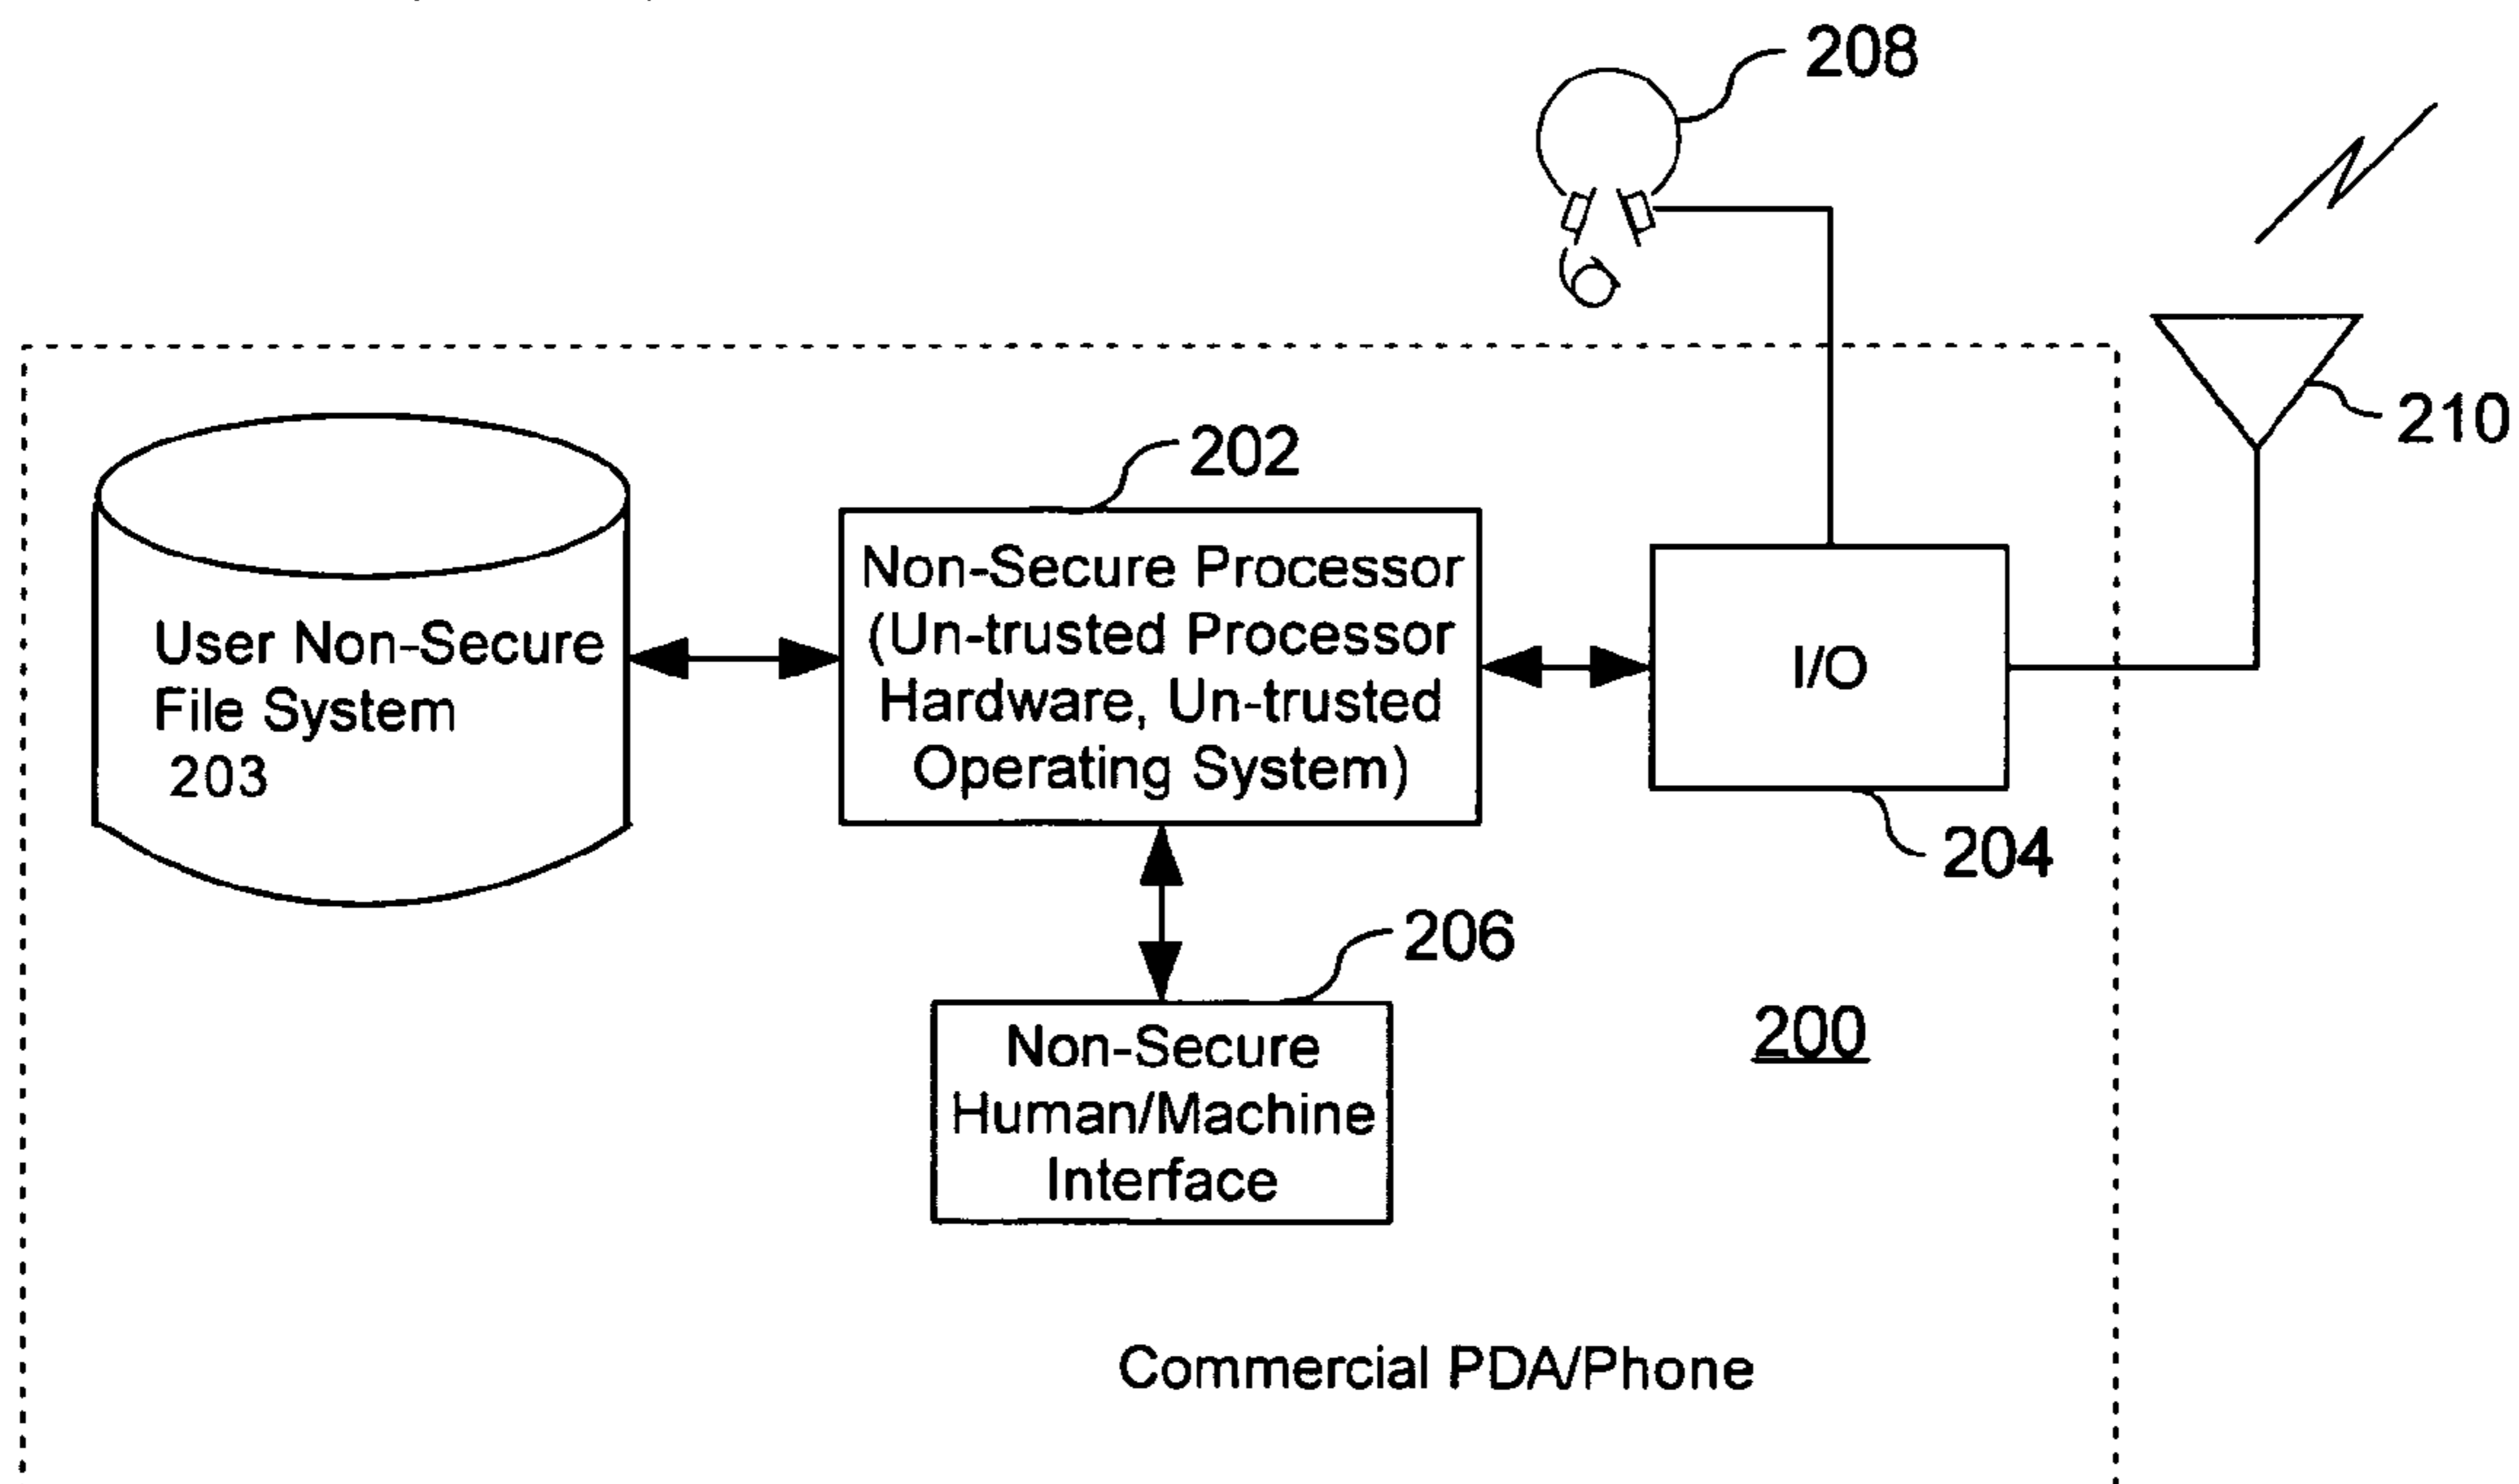 208
210
202
Non-Secure Processor
(Un-trusted Processor
Hardware, Un-trusted
Operating System)
User Non-Secure
File System
203
I/O
204
206
Non-Secure
Human/Machine
Interface
200
Commercial PDA/Phone